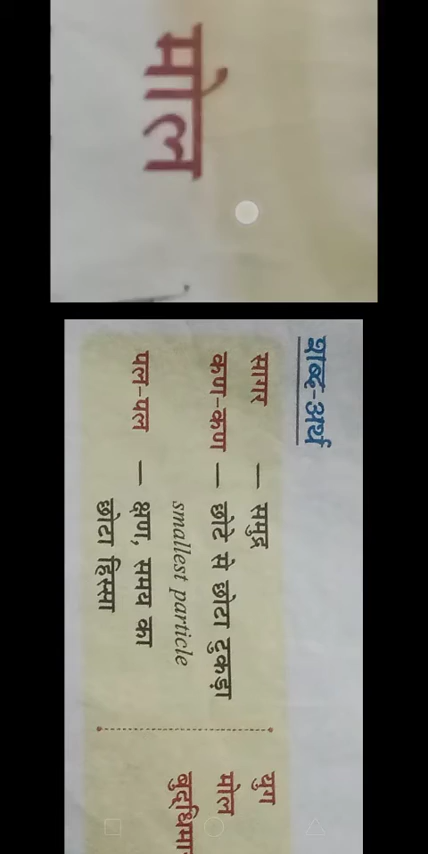 मोल
शब्द-अर्थ
सागर — समुद्र
कण-कण — छोटे से छोटा टुकड़ा
smallest particle
पल-पल — क्षण, समय का
छोटा हिस्सा
युग
मोल